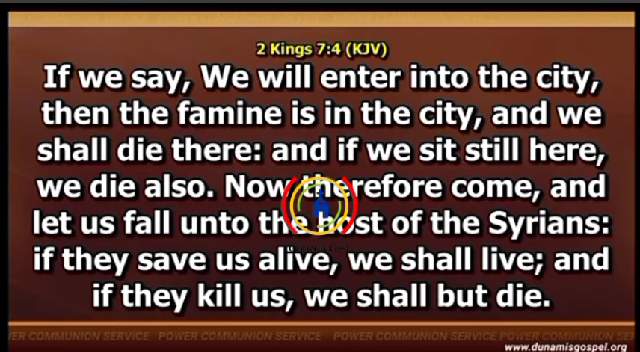 2 Kings 7:4 (KJV)
If we say, We will enter into the city,
then the famine is in the city, and we
shall die there: and if we sit still here,
we die also. Now therefore come, and
let us fall unto the host of the Syrians:
if they save us alive, we shall live; and
if they kill us, we shall but die.
POWER COMMUNION SERVICE POWER COMMUNION SERVICE POWER COMMUNION SERVICE
www.dunamisgospel.org